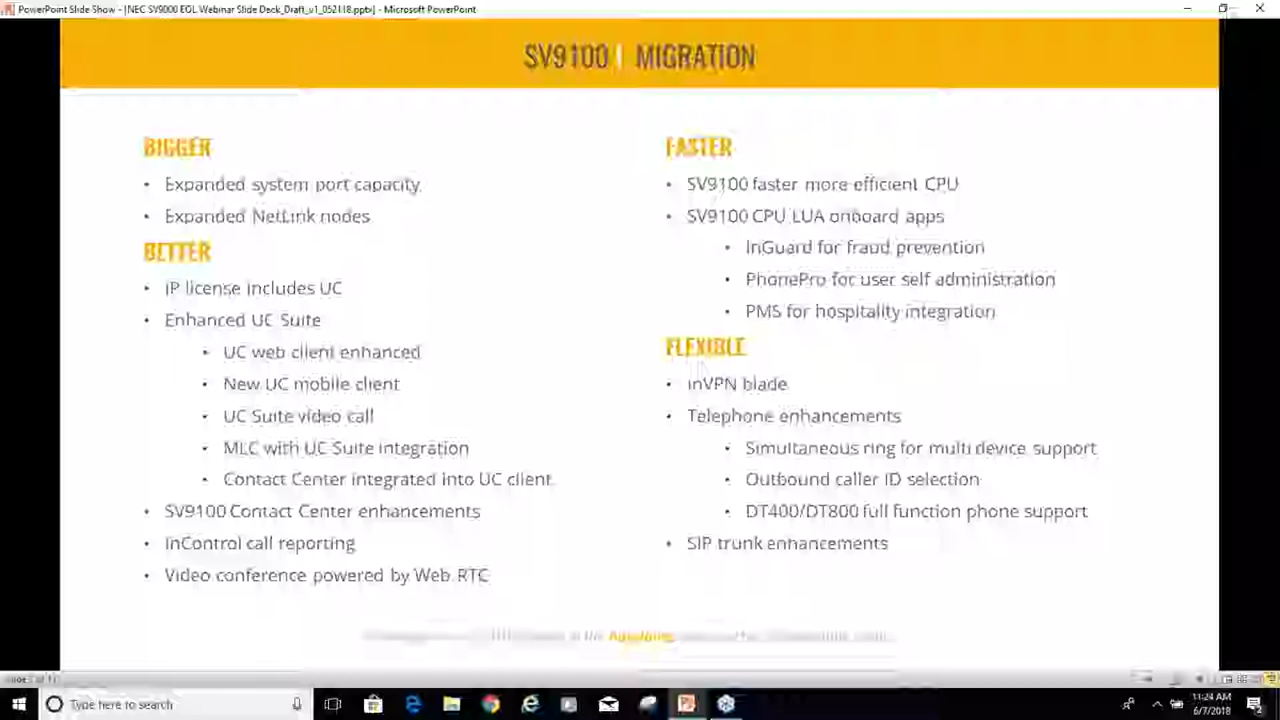 PowerPoint Slide Show - [NEC SV9000 EOL Webinar Slide Deck_Draft_v1_052118.pptx] - Microsoft PowerPoint
SV9100 | MIGRATION
BIGGER
• Expanded system port capacity
• Expanded NetLink nodes
BETTER
• IP license includes UC
• Enhanced UC Suite
• UC web client enhanced
• New UC mobile client
• UC Suite video call
• MLC with UC Suite integration
• Contact Center integrated into UC client
• SV9100 Contact Center enhancements
• InControl call reporting
• Video conference powered by Web RTC
FASTER
• SV9100 faster more efficient CPU
• SV9100 CPU LUA onboard apps
• InGuard for fraud prevention
• PhonePro for user self administration
• PMS for hospitality integration
FLEXIBLE
• inVPN blade
• Telephone enhancements
• Simultaneous ring for multi device support
• Outbound caller ID selection
• DT400/DT800 full function phone support
• SIP trunk enhancements
Type here to search
11:24 AM
6/7/2018